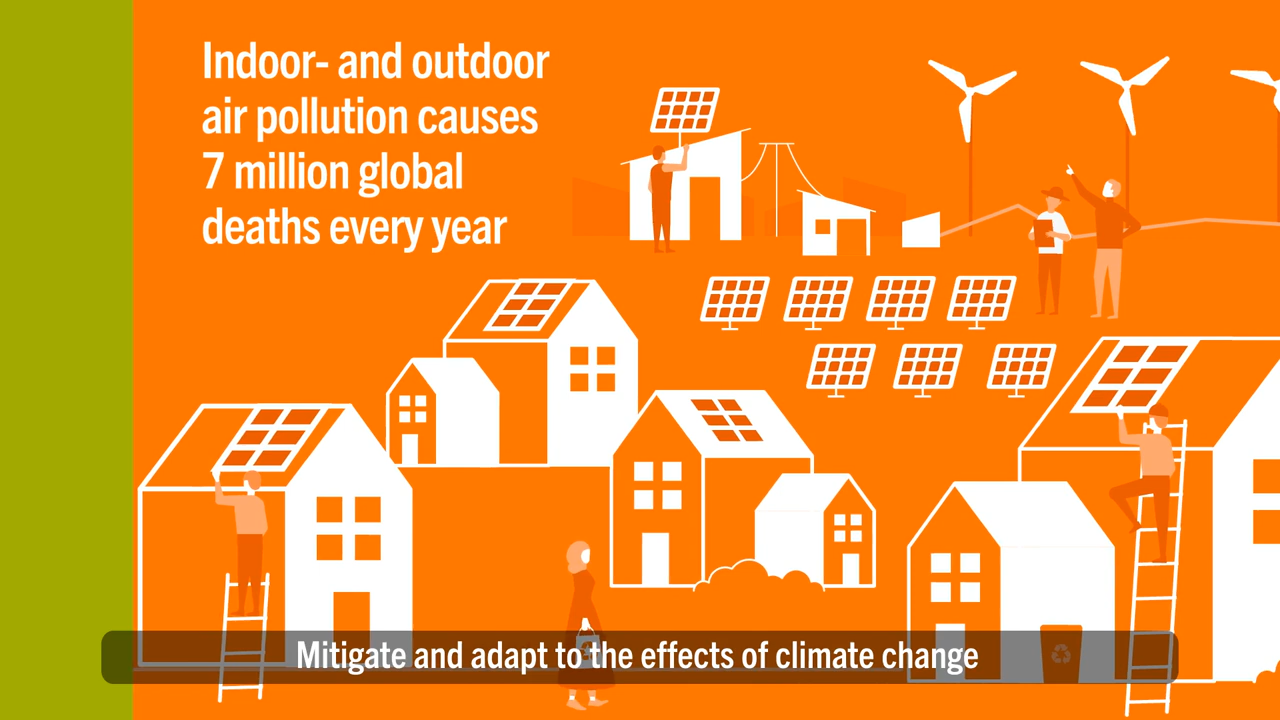 Indoor- and outdoor
air pollution causes
7 million global
deaths every year
Mitigate and adapt to the effects of climate change